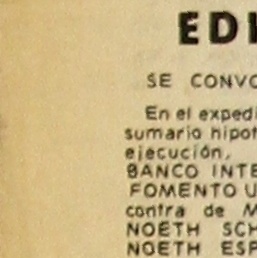 EDI
SE CONVO
En el expedi
sumario hipot
ejecución,
BANCO INTE
FOMENTO U
contra de M
NOETH SCH
NOETH ESP